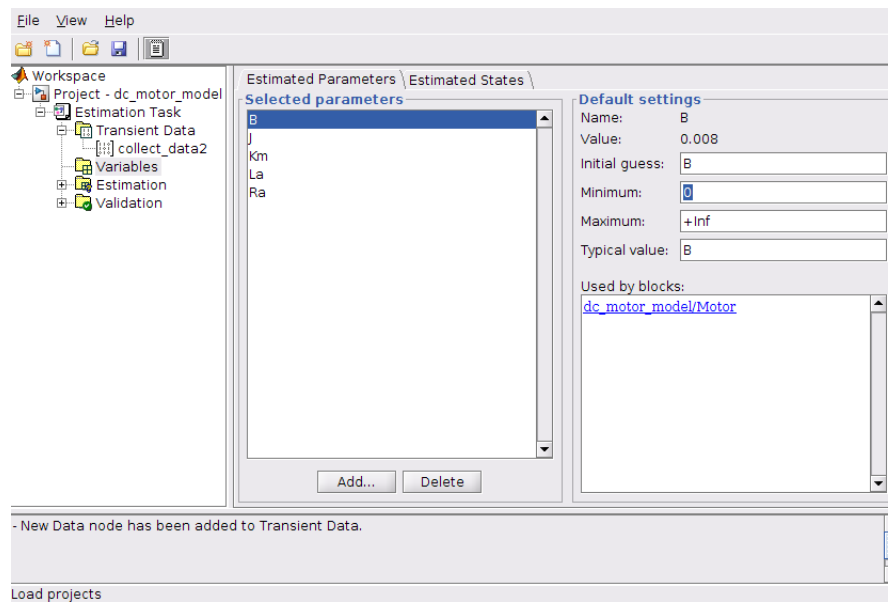 File View Help
Workspace
Project - dc_motor_model
Estimation Task
Transient Data
collect_data2
Variables
Estimation
Validation
Estimated Parameters
Estimated States
Selected parameters
B
J
Km
La
Ra
Add...
Delete
Default settings
Name: B
Value: 0.008
Initial guess: B
Minimum: 0
Maximum: +Inf
Typical value: B
Used by blocks:
dc_motor_model/Motor
- New Data node has been added to Transient Data.
Load projects